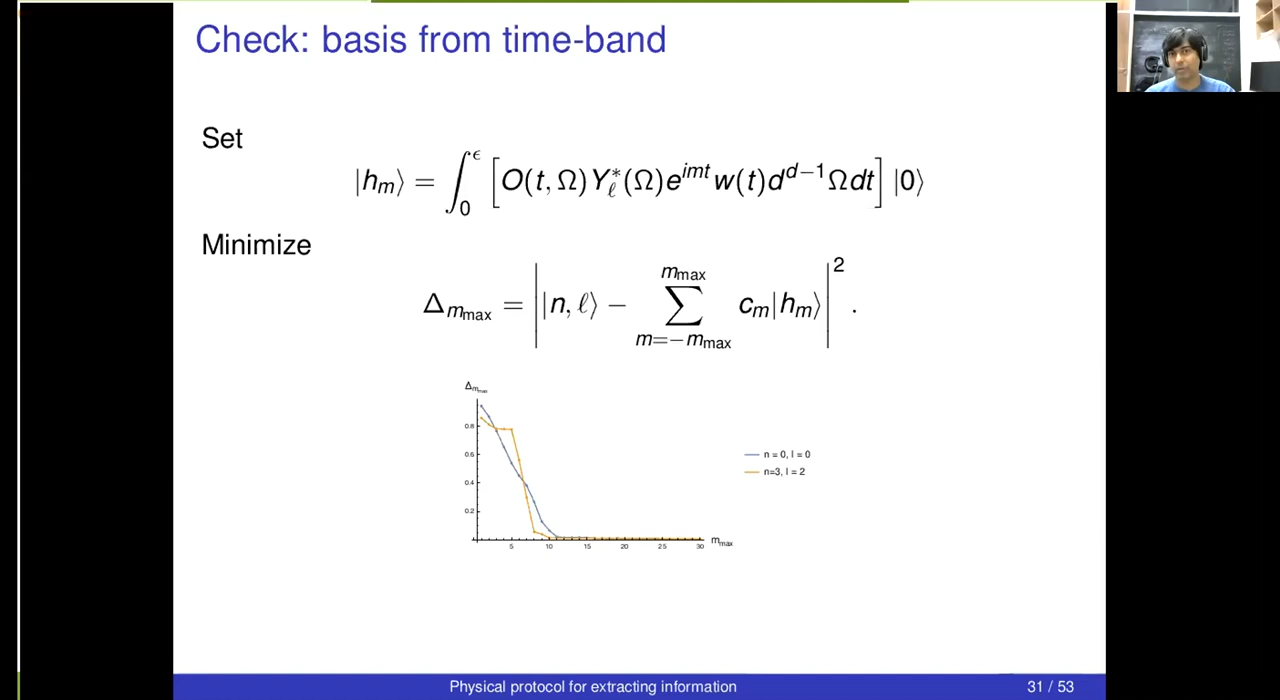 Check: basis from time-band
Set
|h_m⟩ = ∫_0^ϵ [O(t, Ω)Y_ℓ^*(Ω)e^{imt} w(t)d^{d−1}Ωdt] |0⟩
Minimize
Δ_{m_max} = ||n, ℓ⟩ − ∑_{m=−m_max}^{m_max} c_m|h_m⟩|^2 .
Δ_{m_max}
0.8
0.6
0.4
0.2
5 10 15 20 25 30 m_max
n = 0, l = 0
n=3, l = 2
Physical protocol for extracting information 31 / 53